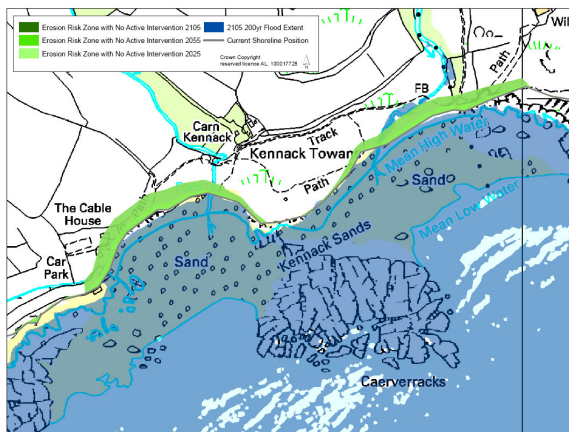 Erosion Risk Zone with No Active Intervention 2105
Erosion Risk Zone with No Active Intervention 2055
Erosion Risk Zone with No Active Intervention 2025
2105 200yr Flood Extent
Current Shoreline Position
Crown Copyright
reserved licence AL. 100017728
Path
FB
Carn
Kennack
Track
Kennack Towan
Path
Mean High Water
Sand
The Cable
House
Mean Low Water
Kennack Sands
Car
Park
Sand
Caerverracks